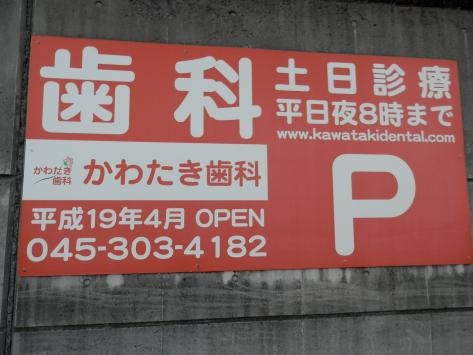 歯科
土日診療
平日夜8時まで
www.kawatakidental.com
かわたき
歯科
かわたき歯科
平成19年4月 OPEN
045-303-4182
P